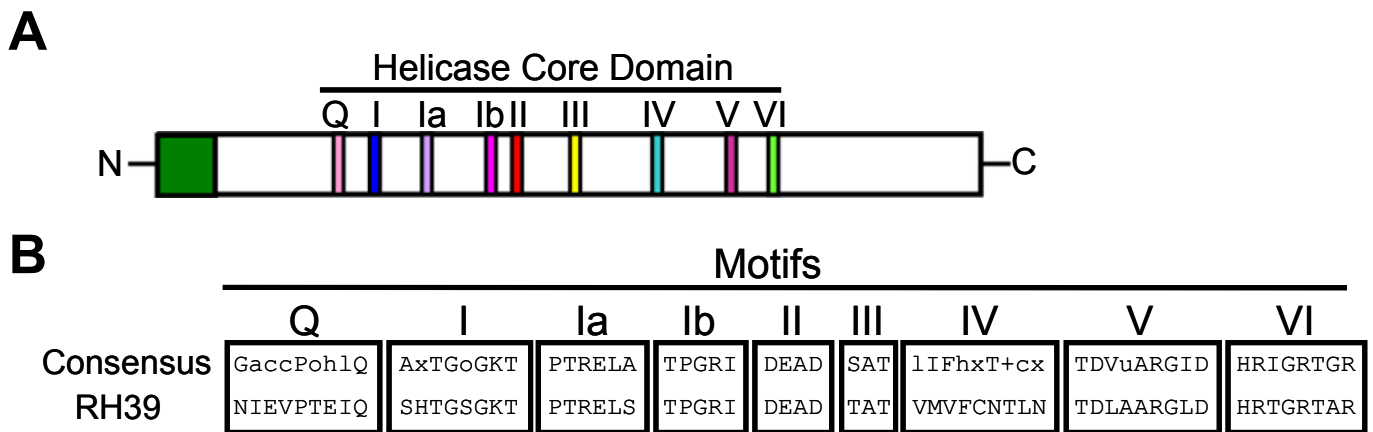 A
Helicase Core Domain
Q I Ia Ib II III IV V VI
N C
B
Motifs
Q I Ia Ib II III IV V VI
Consensus GaccPohlQ AxTGoGKT PTRELA TPGRI DEAD SAT lIFhxT+cx TDVuARGID HRIGRTGR
RH39 NIEVPTEIQ SHTGSGKT PTRELS TPGRI DEAD TAT VMVFCNTLN TDLAARGLD HRTGRTAR